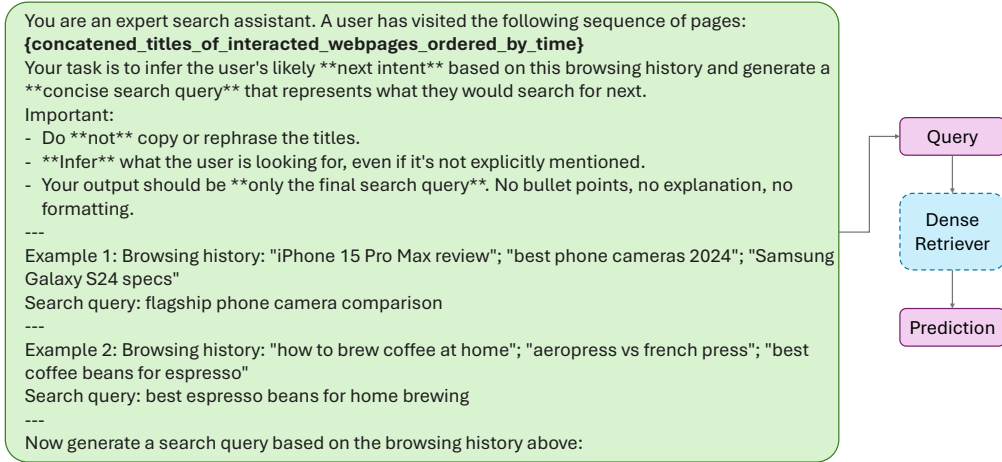 You are an expert search assistant. A user has visited the following sequence of pages:
{concatened_titles_of_interacted_webpages_ordered_by_time}
Your task is to infer the user's likely **next intent** based on this browsing history and generate a
**concise search query** that represents what they would search for next.
Important:
- Do **not** copy or rephrase the titles.
- **Infer** what the user is looking for, even if it's not explicitly mentioned.
- Your output should be **only the final search query**. No bullet points, no explanation, no
formatting.
---
Example 1: Browsing history: "iPhone 15 Pro Max review"; "best phone cameras 2024"; "Samsung
Galaxy S24 specs"
Search query: flagship phone camera comparison
---
Example 2: Browsing history: "how to brew coffee at home"; "aeropress vs french press"; "best
coffee beans for espresso"
Search query: best espresso beans for home brewing
---
Now generate a search query based on the browsing history above:
Query
Dense
Retriever
Prediction